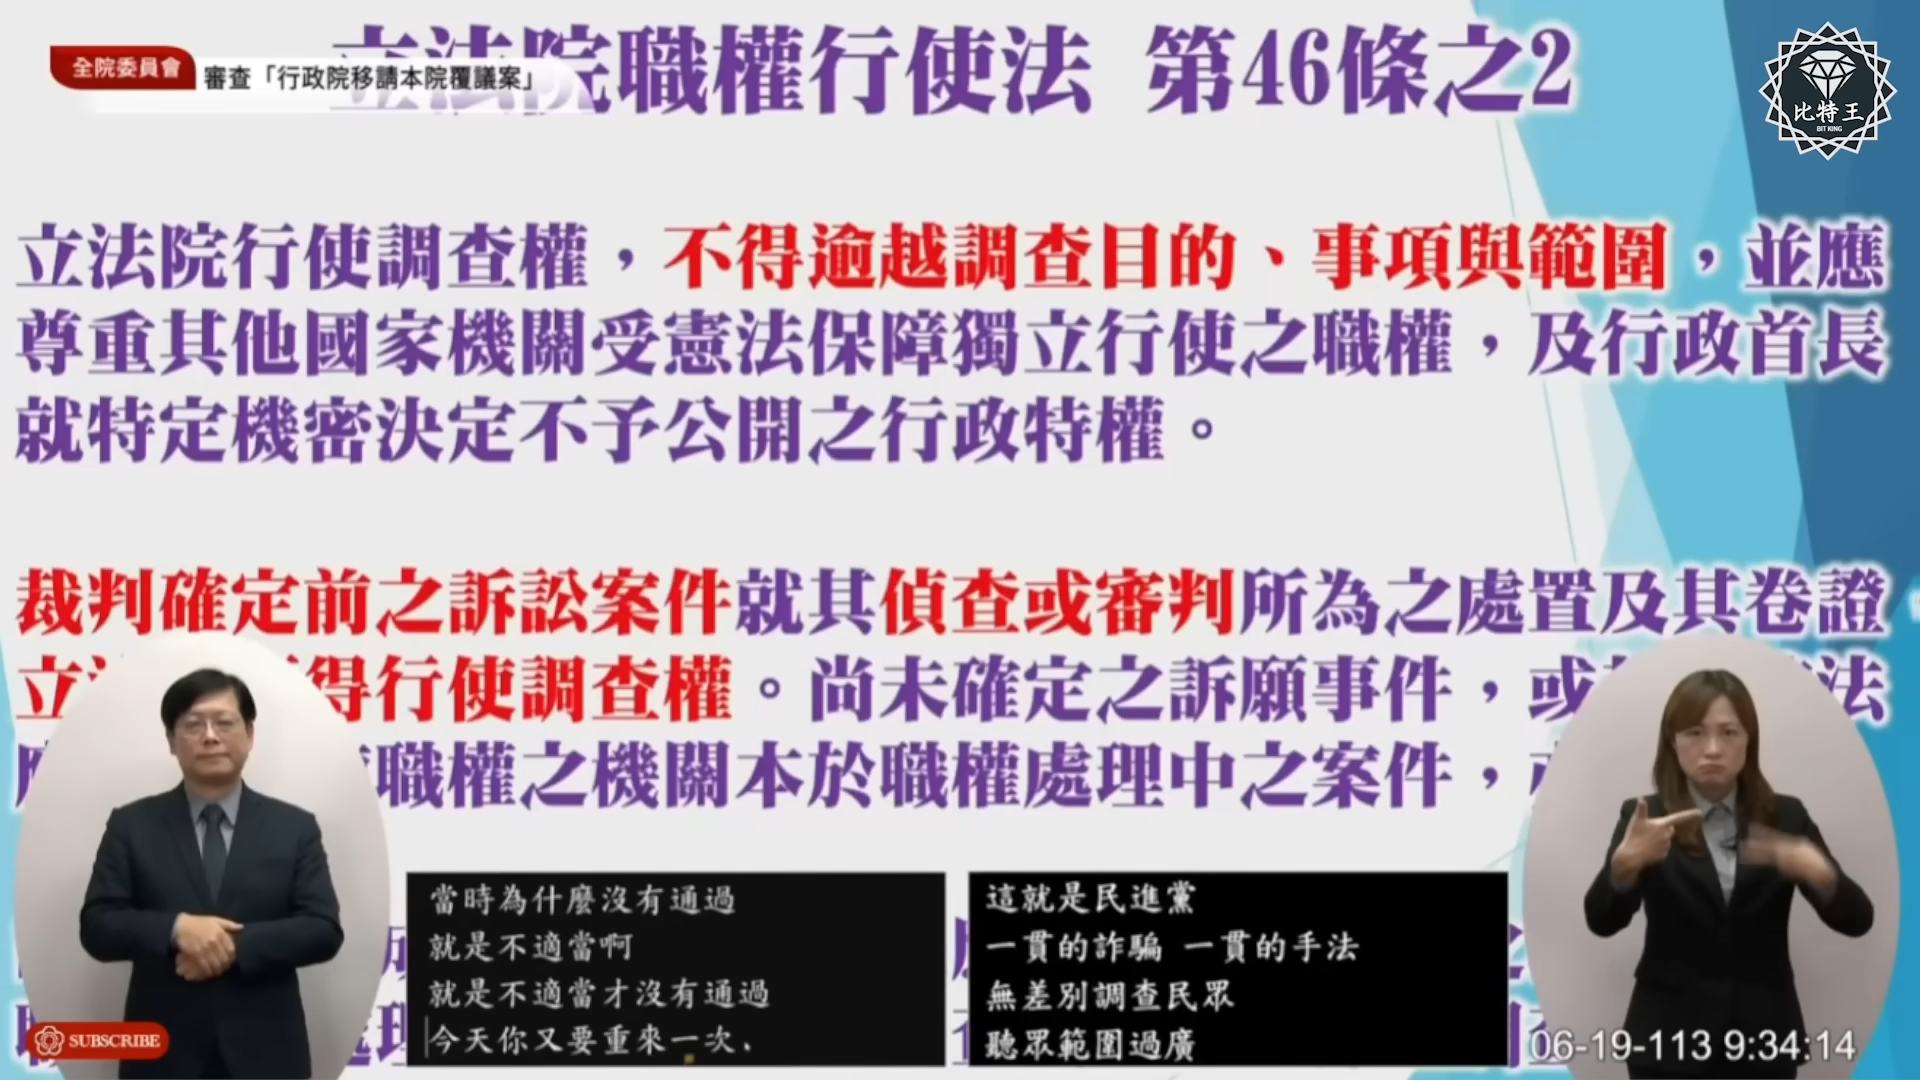 立法院職權行使法 第46條之2
全院委員會
審查「行政院移請本院覆議案」
比特王
BIT KING
立法院行使調查權，不得逾越調查目的、事項與範圍，並應
尊重其他國家機關受憲法保障獨立行使之職權，及行政首長
就特定機密決定不予公開之行政特權。
裁判確定前之訴訟案件就其偵查或審判所為之處置及其卷證
立 得行使調查權。尚未確定之訴願事件，或 法
職權之機關本於職權處理中之案件，
當時為什麼沒有通過
就是不適當啊
就是不適當才沒有通過
今天你又要重來一次.
這就是民進黨
一貫的詐騙 一貫的手法
無差別調查民眾
聽眾範圍過廣
SUBSCRIBE
06-19-113 9:34:14